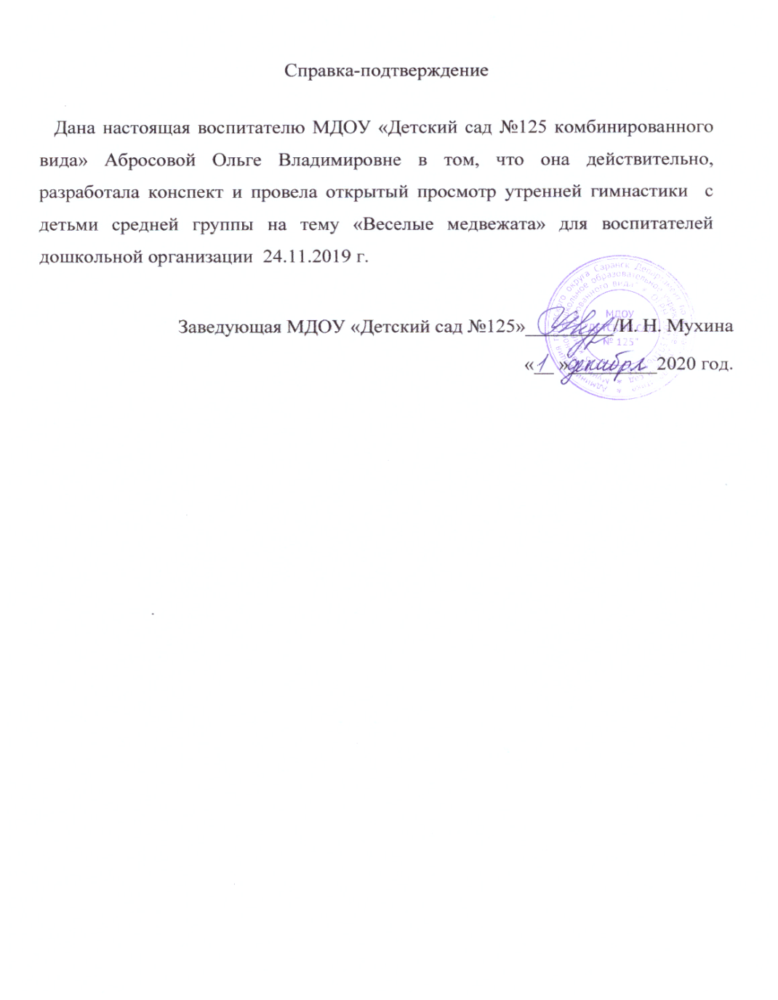 Справка-подтверждение
Дана настоящая воспитателю МДОУ «Детский сад №125 комбинированного
вида» Абросовой Ольге Владимировне в том, что она действительно,
разработала конспект и провела открытый просмотр утренней гимнастики с
детьми средней группы на тему «Веселые медвежата» для воспитателей
дошкольной организации 24.11.2019 г.
Заведующая МДОУ «Детский сад №125»_________/И. Н. Мухина
«1» декабря 2020 год.
МДОУ
№ 125"